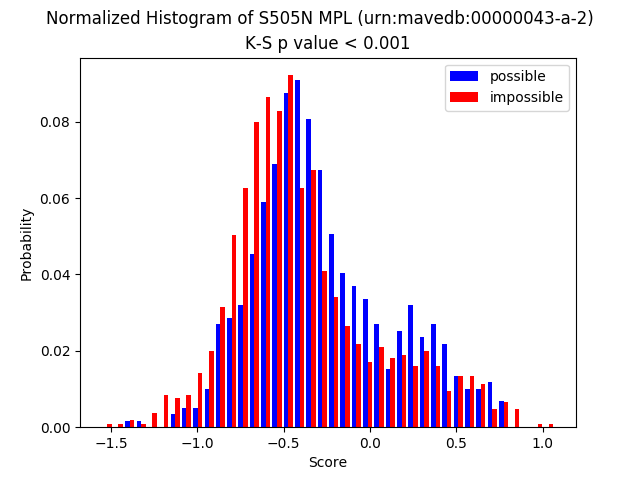 Normalized Histogram of S505N MPL (urn:mavedb:00000043-a-2)
K-S p value < 0.001
possible
impossible
0.08
0.06
0.04
0.02
0.00
Probability
−1.5
−1.0
−0.5
0.0
0.5
1.0
Score